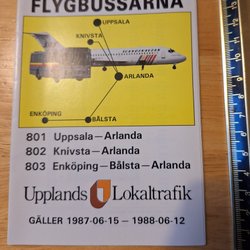 FLYGBUSSARNA
UPPSALA
KNIVSTA
ARLANDA
ENKÖPING
BÅLSTA
801 Uppsala—Arlanda
802 Knivsta—Arlanda
803 Enköping—Bålsta—Arlanda
Upplands Lokaltrafik
GÄLLER 1987-06-15 — 1988-06-12